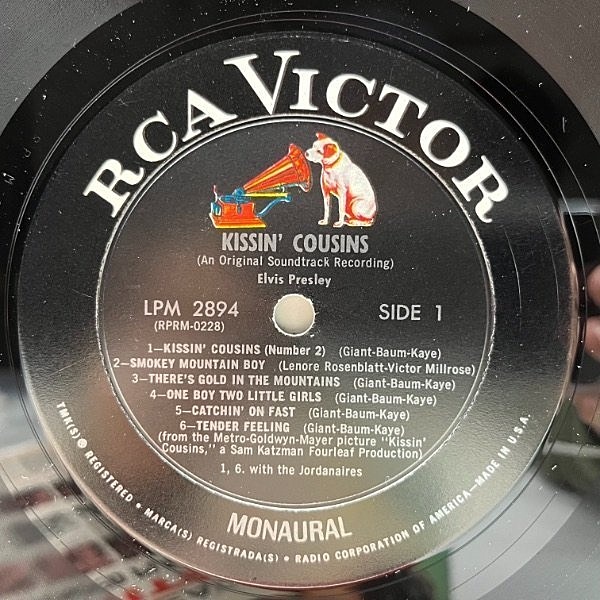 RCA VICTOR
KISSIN' COUSINS
(An Original Soundtrack Recording)
Elvis Presley
LPM 2894
(RPRM-0228)
SIDE 1
1—KISSIN' COUSINS (Number 2) (Giant-Baum-Kaye)
2—SMOKEY MOUNTAIN BOY (Lenore Rosenblatt-Victor Millrose)
3—THERE'S GOLD IN THE MOUNTAINS (Giant-Baum-Kaye)
4—ONE BOY TWO LITTLE GIRLS (Giant-Baum-Kaye)
5—CATCHIN' ON FAST (Giant-Baum-Kaye)
6—TENDER FEELING (Giant-Baum-Kaye)
(from the Metro-Goldwyn-Mayer picture "Kissin'
Cousins," a Sam Katzman Fourleaf Production)
1, 6. with the Jordanaires
MONAURAL
TMK(S) ® REGISTERED • MARCA(S) REGISTRADA(S) • RADIO CORPORATION OF AMERICA—MADE IN U.S.A.